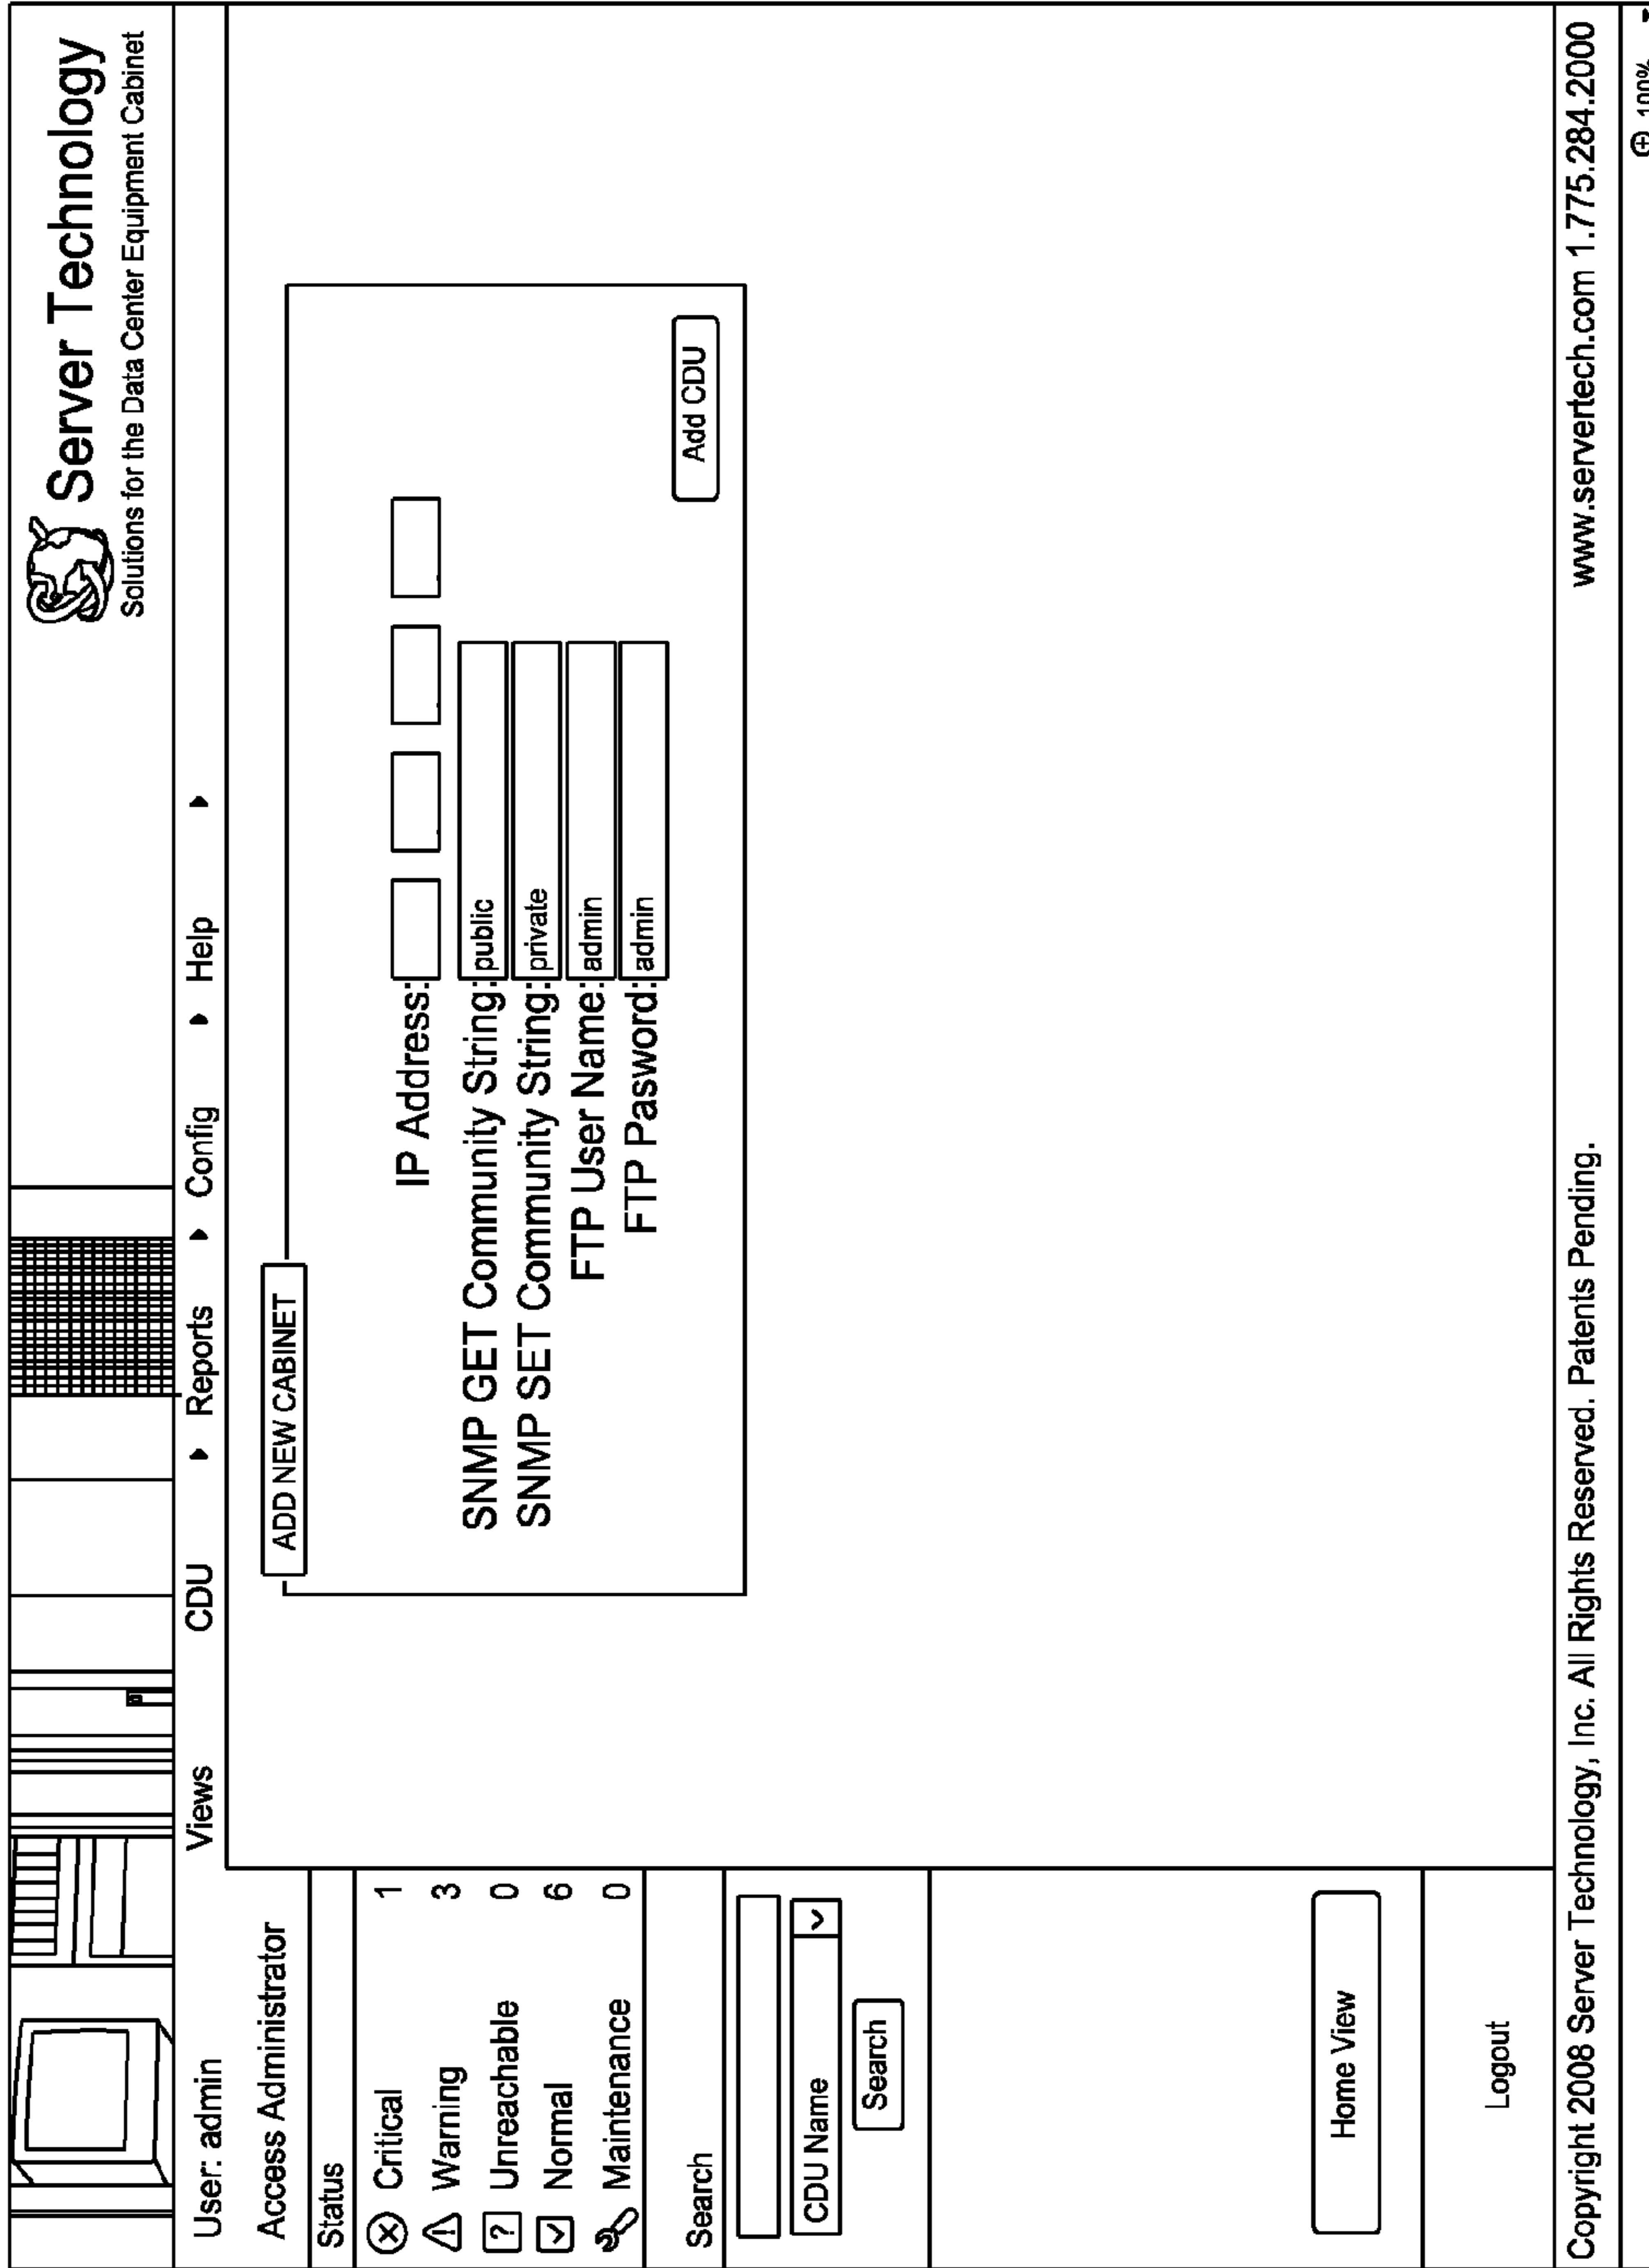 Server Technology
Solutions for the Data Center Equipment Cabinet
Views CDU Reports Config Help
User: admin
Access Administrator
Status
Critical 1
Warning 3
Unreachable 0
Normal 6
Maintenance 0
Search
CDU Name
Search
Home View
Logout
ADD NEW CABINET
IP Address:
SNMP GET Community String: public
SNMP SET Community String: private
FTP User Name: admin
FTP Pasword: admin
Add CDU
Copyright 2008 Server Technology, Inc. All Rights Reserved. Patents Pending. www.servertech.com 1.775.284.2000
100%